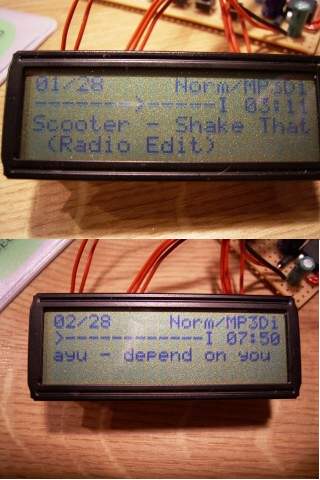 01/28 Norm/MP3Di
------->-----I 03:11
Scooter - Shake That
(Radio Edit)
02/28 Norm/MP3Di
>------------I 07:50
ayu - depend on you